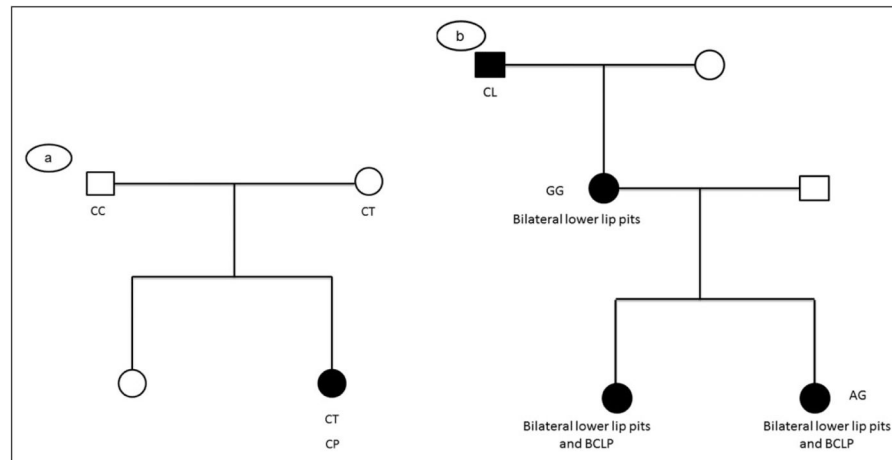 a
CC
CT
CT
CP
b
CL
GG
Bilateral lower lip pits
Bilateral lower lip pits
and BCLP
AG
Bilateral lower lip pits
and BCLP